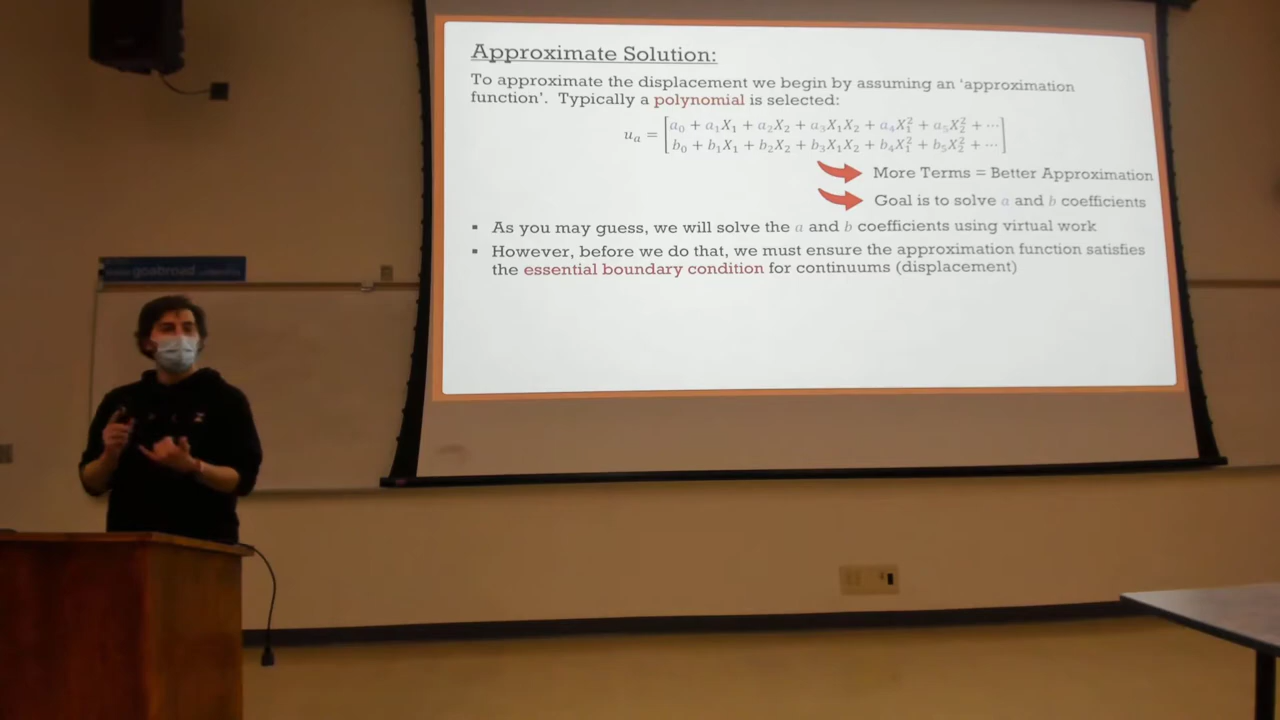 Approximate Solution:
To approximate the displacement we begin by assuming an ‘approximation
function’. Typically a polynomial is selected:
u_a = [a_0 + a_1X_1 + a_2X_2 + a_3X_1X_2 + a_4X_1^2 + a_5X_2^2 + ⋯
b_0 + b_1X_1 + b_2X_2 + b_3X_1X_2 + b_4X_1^2 + b_5X_2^2 + ⋯]
More Terms = Better Approximation
Goal is to solve a and b coefficients
▪ As you may guess, we will solve the a and b coefficients using virtual work
▪ However, before we do that, we must ensure the approximation function satisfies
the essential boundary condition for continuums (displacement)
goabroad